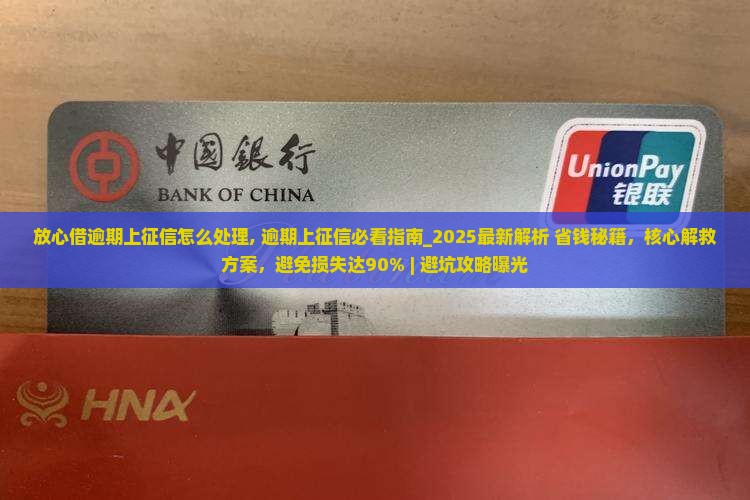 中國銀行
BANK OF CHINA
UnionPay
银联
放心借逾期上征信怎么处理, 逾期上征信必看指南_2025最新解析 省钱秘籍，核心解救
方案，避免损失达90% | 避坑攻略曝光
HNA